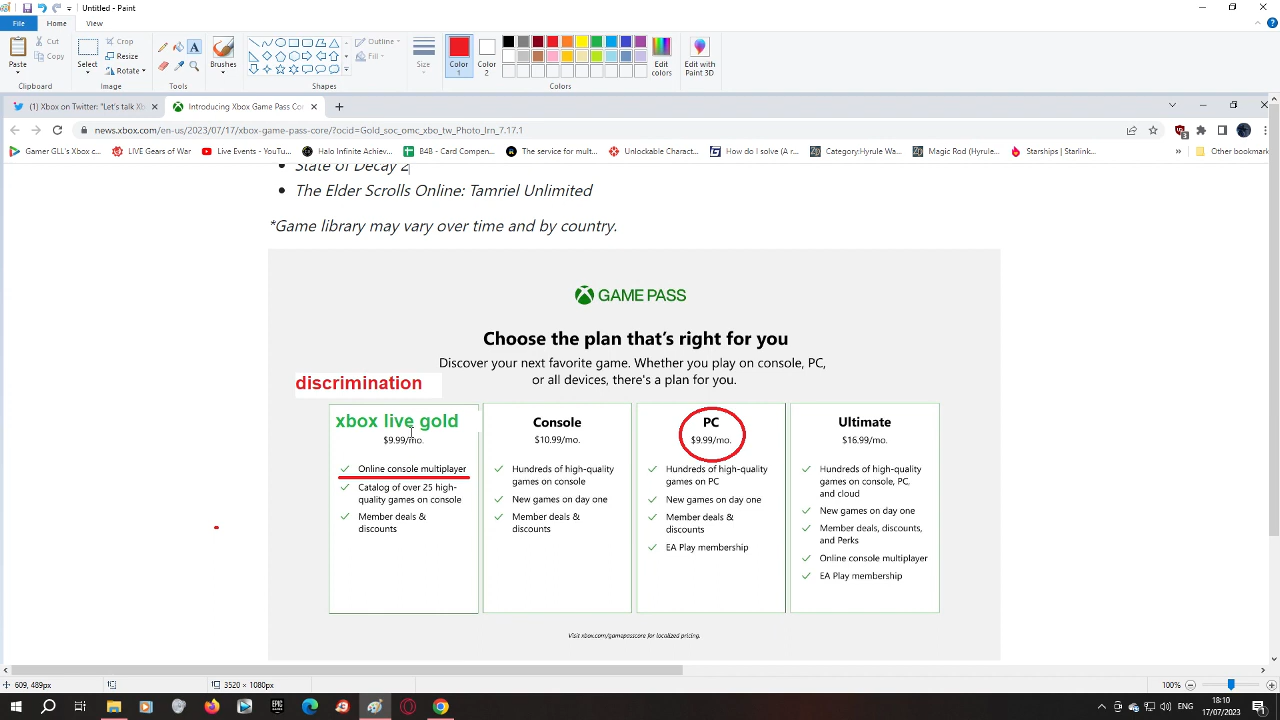 Untitled - Paint
File
Home
View
Paste
Cut
Copy
Clipboard
Select
Crop
Resize
Rotate
Image
A
Tools
Brushes
Shapes
Outline
Fill
Size
Color
1
Color
2
Edit
colors
Edit with
Paint 3D
Colors
(1) Xbox on Twitter: "Let's talk Xb
Introducing Xbox Game Pass Cor
news.xbox.com/en-us/2023/07/17/xbox-game-pass-core/?ocid=Gold_soc_omc_xbo_tw_Photo_lrn_7.17.1
Gamer GLL's Xbox c...
LIVE Gears of War
Live Events - YouTu...
Halo Infinite Achiev...
B4B - Card Compen...
The service for mult...
Unlockable Charact...
How do I solve (A r...
Category:Hyrule Wa...
Magic Rod (Hyrule...
Starships | Starlink...
Other bookmark
State of Decay 2
The Elder Scrolls Online: Tamriel Unlimited
*Game library may vary over time and by country.
GAME PASS
Choose the plan that's right for you
Discover your next favorite game. Whether you play on console, PC,
or all devices, there's a plan for you.
discrimination
xbox live gold
$9.99/mo.
Online console multiplayer
Catalog of over 25 high-
quality games on console
Member deals &
discounts
Console
$10.99/mo.
Hundreds of high-quality
games on console
New games on day one
Member deals &
discounts
PC
$9.99/mo.
Hundreds of high-quality
games on PC
New games on day one
Member deals &
discounts
EA Play membership
Ultimate
$16.99/mo.
Hundreds of high-quality
games on console, PC,
and cloud
New games on day one
Member deals, discounts,
and Perks
Online console multiplayer
EA Play membership
Visit xbox.com/gamepasscore for localized pricing.
609, 489px
3520 × 1080px
100%
ENG
18:10
17/07/2023